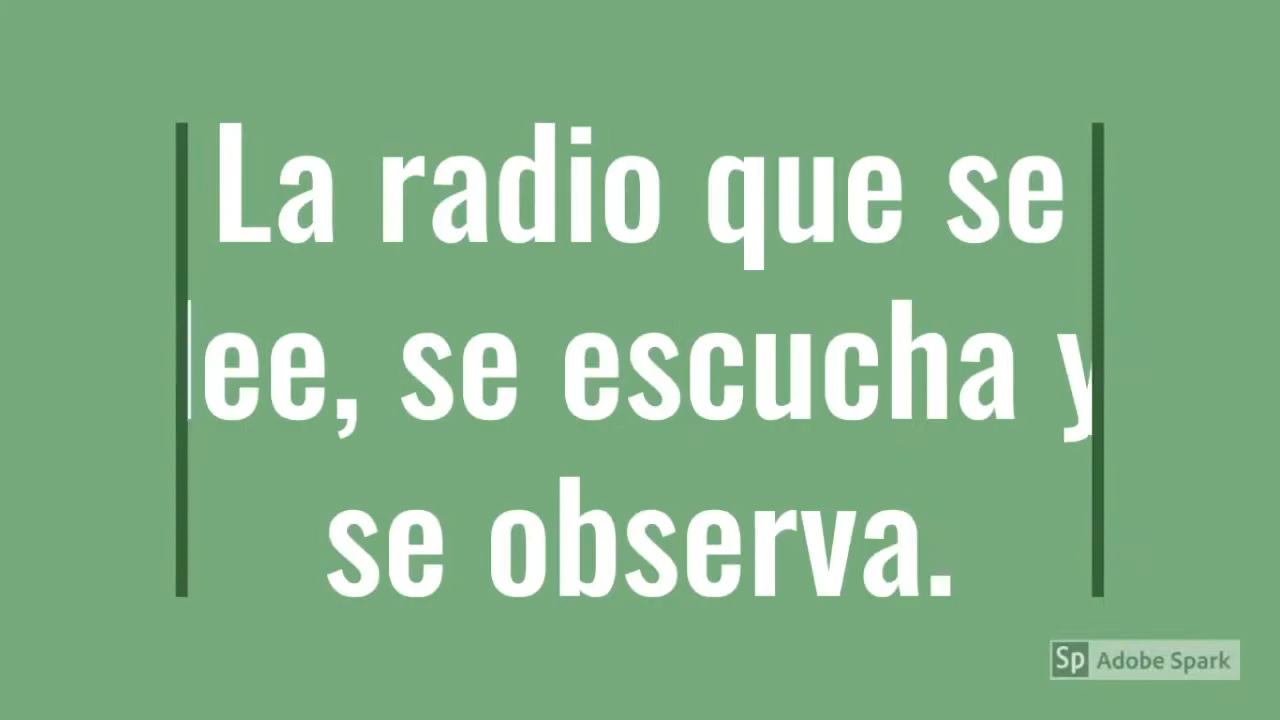 La radio que se
lee, se escucha y
se observa.
Sp Adobe Spark